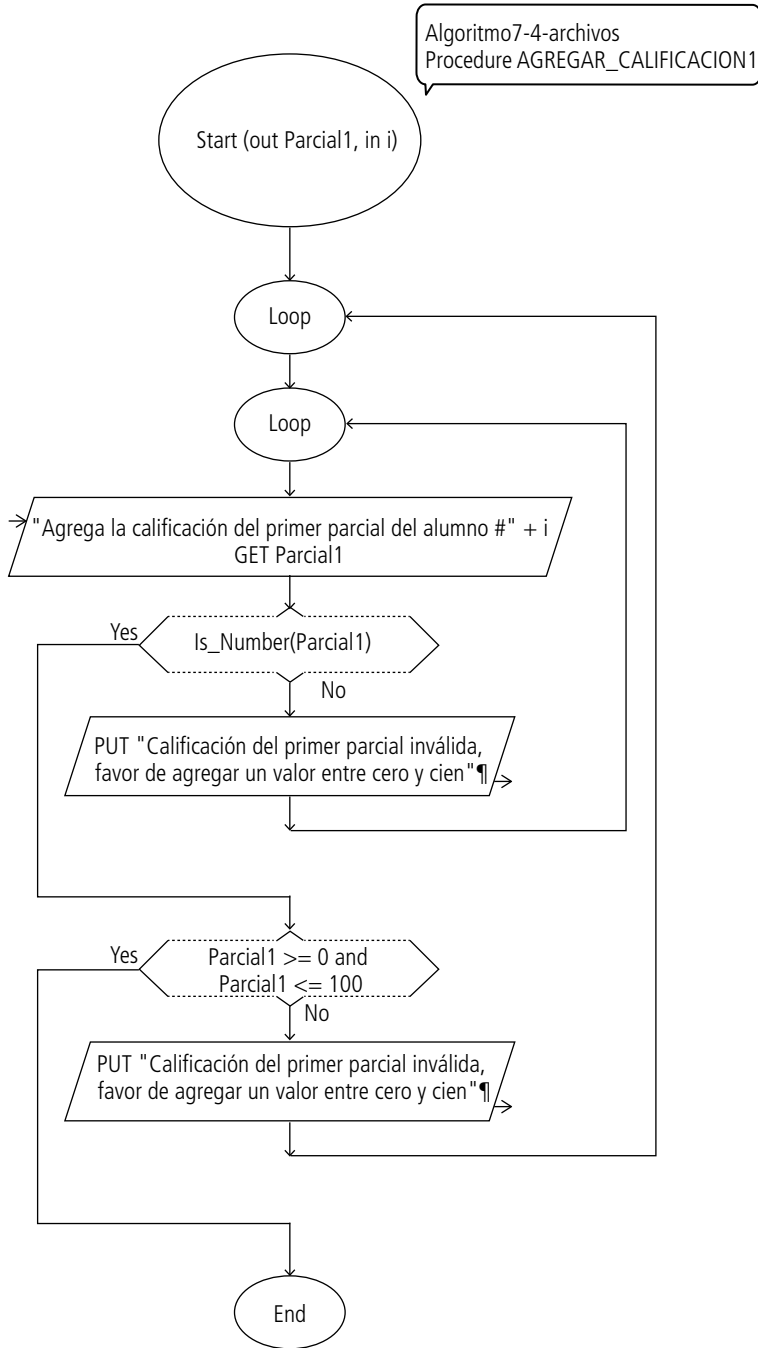 Algoritmo7-4-archivos
Procedure AGREGAR_CALIFICACION1
Start (out Parcial1, in i)
Loop
Loop
"Agrega la calificación del primer parcial del alumno #" + i
GET Parcial1
Yes
Is_Number(Parcial1)
No
PUT "Calificación del primer parcial inválida,
favor de agregar un valor entre cero y cien"¶
Yes
Parcial1 >= 0 and
Parcial1 <= 100
No
PUT "Calificación del primer parcial inválida,
favor de agregar un valor entre cero y cien"¶
End